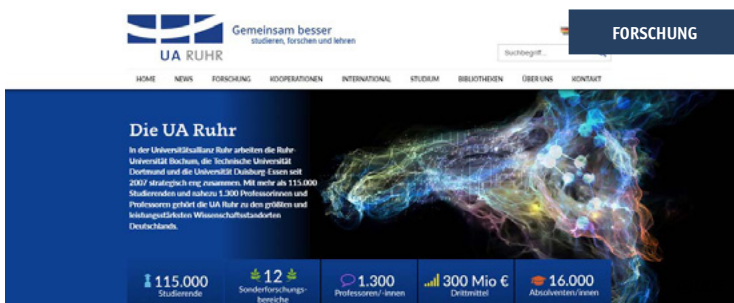 Gemeinsam besser
studieren, forschen und lehren
UA RUHR
FORSCHUNG
Suchbegriff...
HOME NEWS FORSCHUNG KOOPERATIONEN INTERNATIONAL STUDIUM BIBLIOTHEKEN ÜBER UNS KONTAKT
Die UA Ruhr
In der Universitätsallianz Ruhr arbeiten die Ruhr-
Universität Bochum, die Technische Universität
Dortmund und die Universität Duisburg-Essen seit
2007 strategisch eng zusammen. Mit mehr als 115.000
Studierenden und nahezu 1.300 Professorinnen und
Professoren gehört die UA Ruhr zu den größten und
leistungsstärksten Wissenschaftsstandorten
Deutschlands.
115.000
Studierende
12
Sonderforschungs-
bereiche
1.300
Professoren/-innen
300 Mio €
Drittmittel
16.000
Absolventen/innen